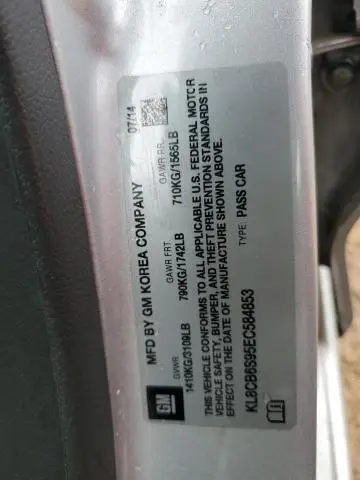 MFD BY GM KOREA COMPANY 07/14
GVWR GAWR FRT. GAWR RR.
1410KG/3109LB 790KG/1742LB 710KG/1565LB
THIS VEHICLE CONFORMS TO ALL APPLICABLE U.S. FEDERAL MOTOR
VEHICLE SAFETY, BUMPER, AND THEFT PREVENTION STANDARDS IN
EFFECT ON THE DATE OF MANUFACTURE SHOWN ABOVE.
KL8CB6S95EC584853 TYPE: PASS CAR
GM